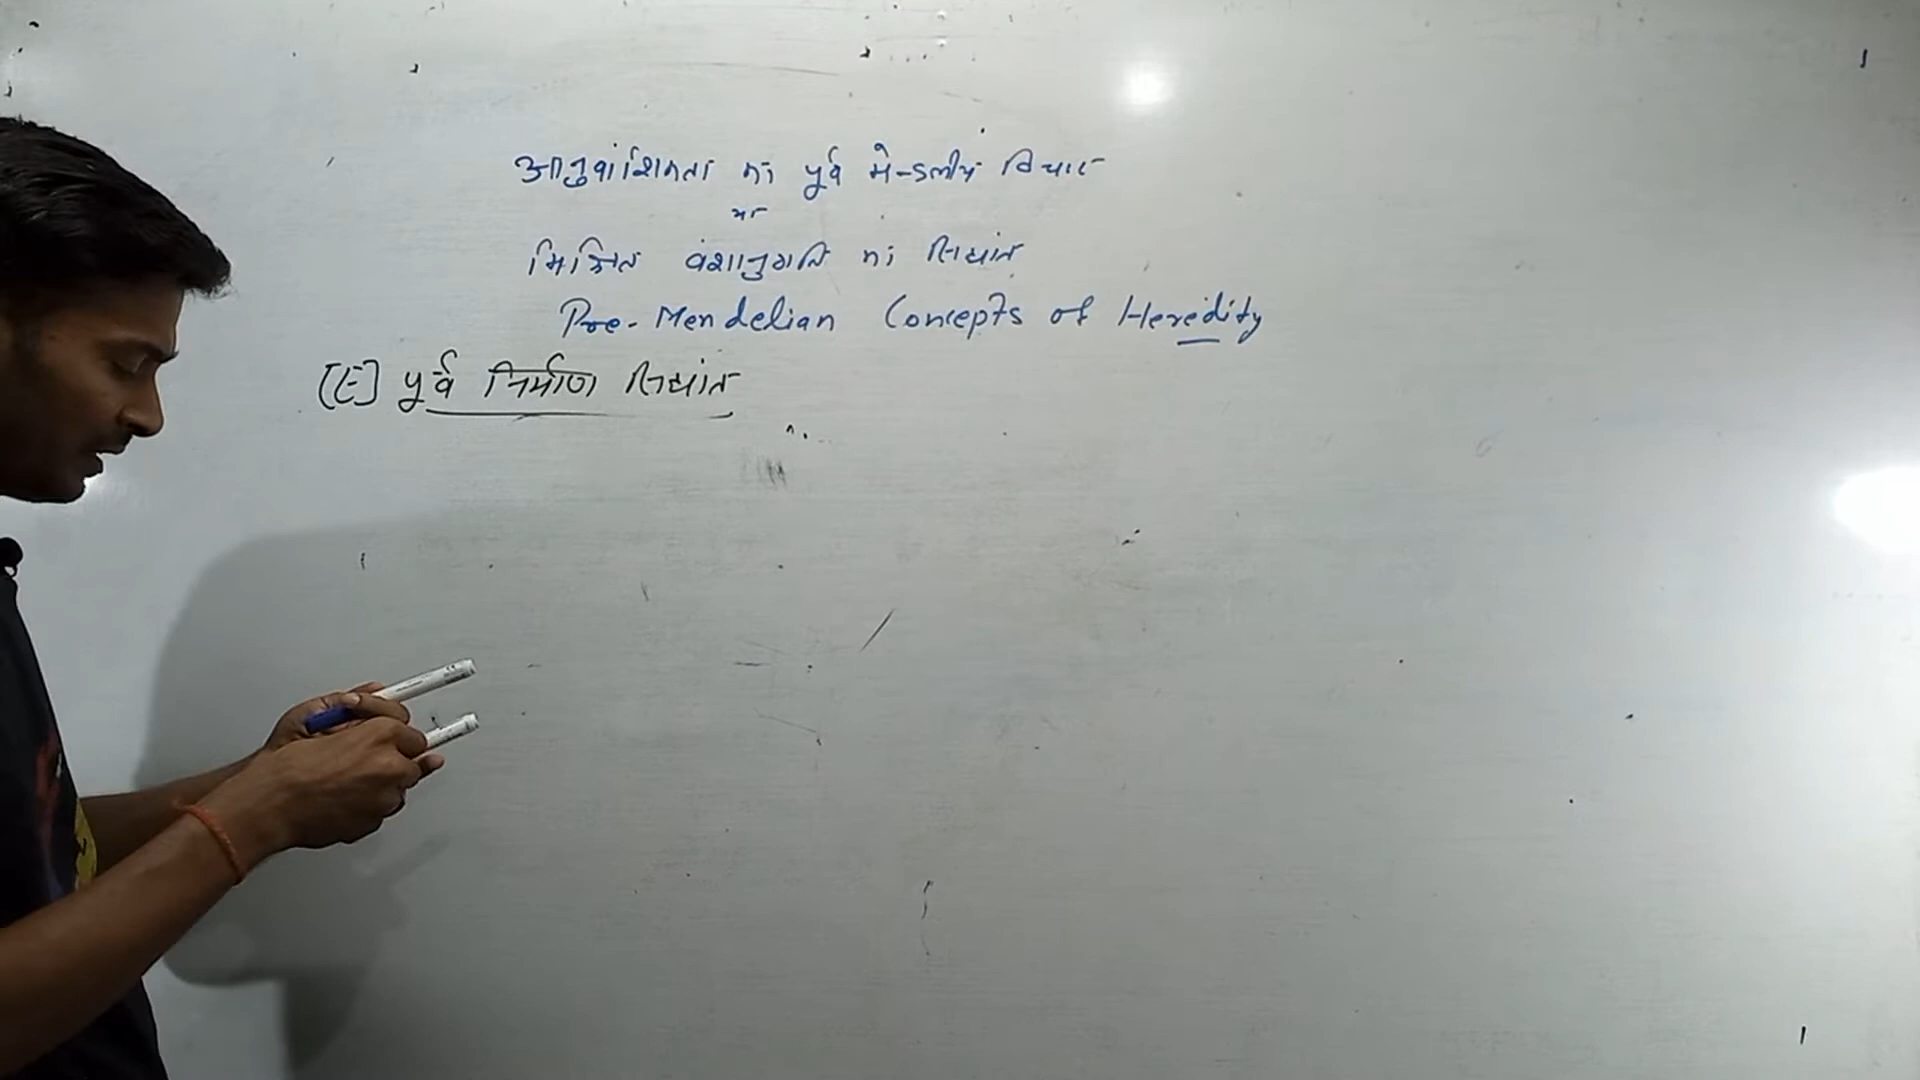 आनुवांशिकता का पूर्व मेन्डलीय विचार
या
मिश्रित वंशानुगति का सिद्यांत
Pre-Mendelian Concepts of Heredity
[E] पूर्व निर्माण सिद्यांत